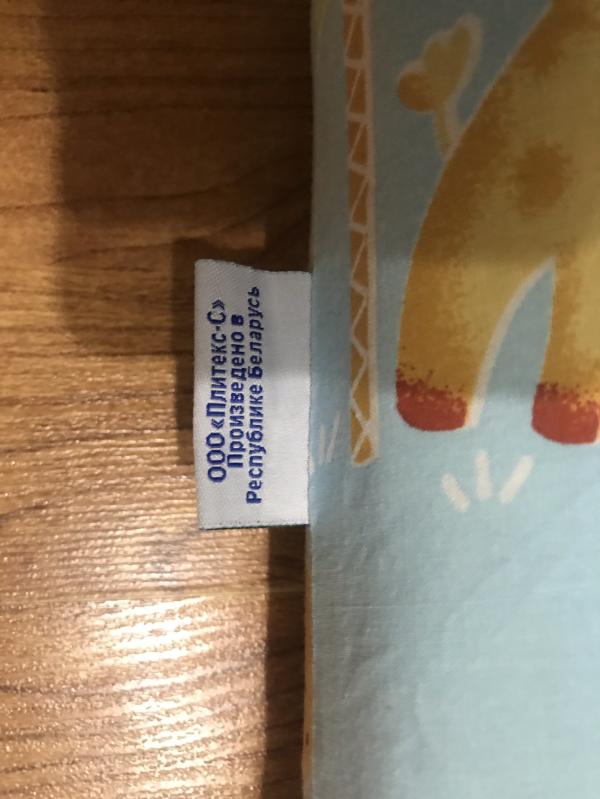 ООО «Плитекс-С»
Произведено в
Республике Беларусь